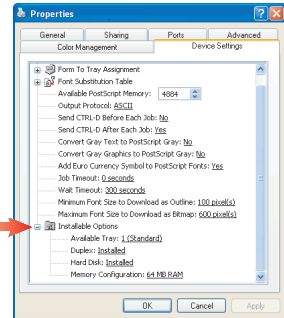 Properties
General Sharing Ports Advanced
Color Management Device Settings
Form To Tray Assignment
Font Substitution Table
Available PostScript Memory: 4884
Output Protocol: ASCII
Send CTRL-D Before Each Job: No
Send CTRL-D After Each Job: Yes
Convert Gray Text to PostScript Gray: No
Convert Gray Graphics to PostScript Gray: No
Add Euro Currency Symbol to PostScript Fonts: Yes
Job Timeout: 0 seconds
Wait Timeout: 300 seconds
Minimum Font Size to Download as Outline: 100 pixel(s)
Maximum Font Size to Download as Bitmap: 600 pixel(s)
Installable Options
Available Tray: 1 (Standard)
Duplex: Installed
Hard Disk: Installed
Memory Configuration: 64 MB RAM
OK Cancel Apply